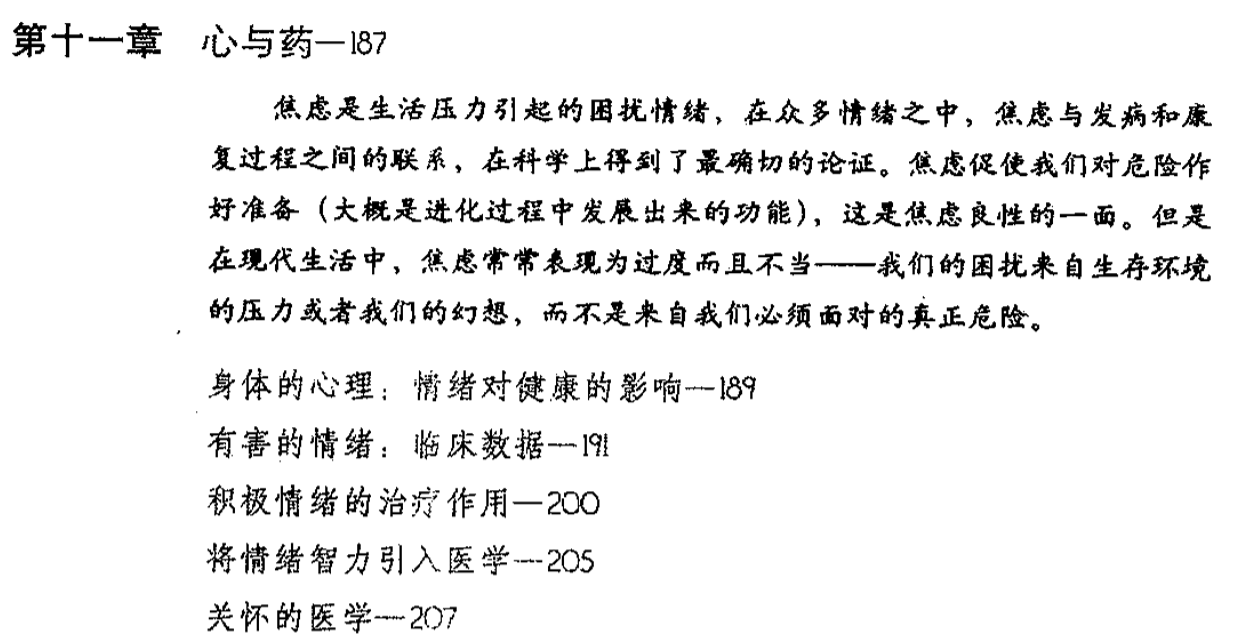 第十一章 心与药—187
焦虑是生活压力引起的困扰情绪，在众多情绪之中，焦虑与发病和康
复过程之间的联系，在科学上得到了最确切的论证。焦虑促使我们对危险作
好准备（大概是进化过程中发展出来的功能），这是焦虑良性的一面。但是
在现代生活中，焦虑常常表现为过度而且不当——我们的困扰来自生存环境
的压力或者我们的幻想，而不是来自我们必须面对的真正危险。
身体的心理：情绪对健康的影响—189
有害的情绪：临床数据—191
积极情绪的治疗作用—200
将情绪智力引入医学—205
关怀的医学—207